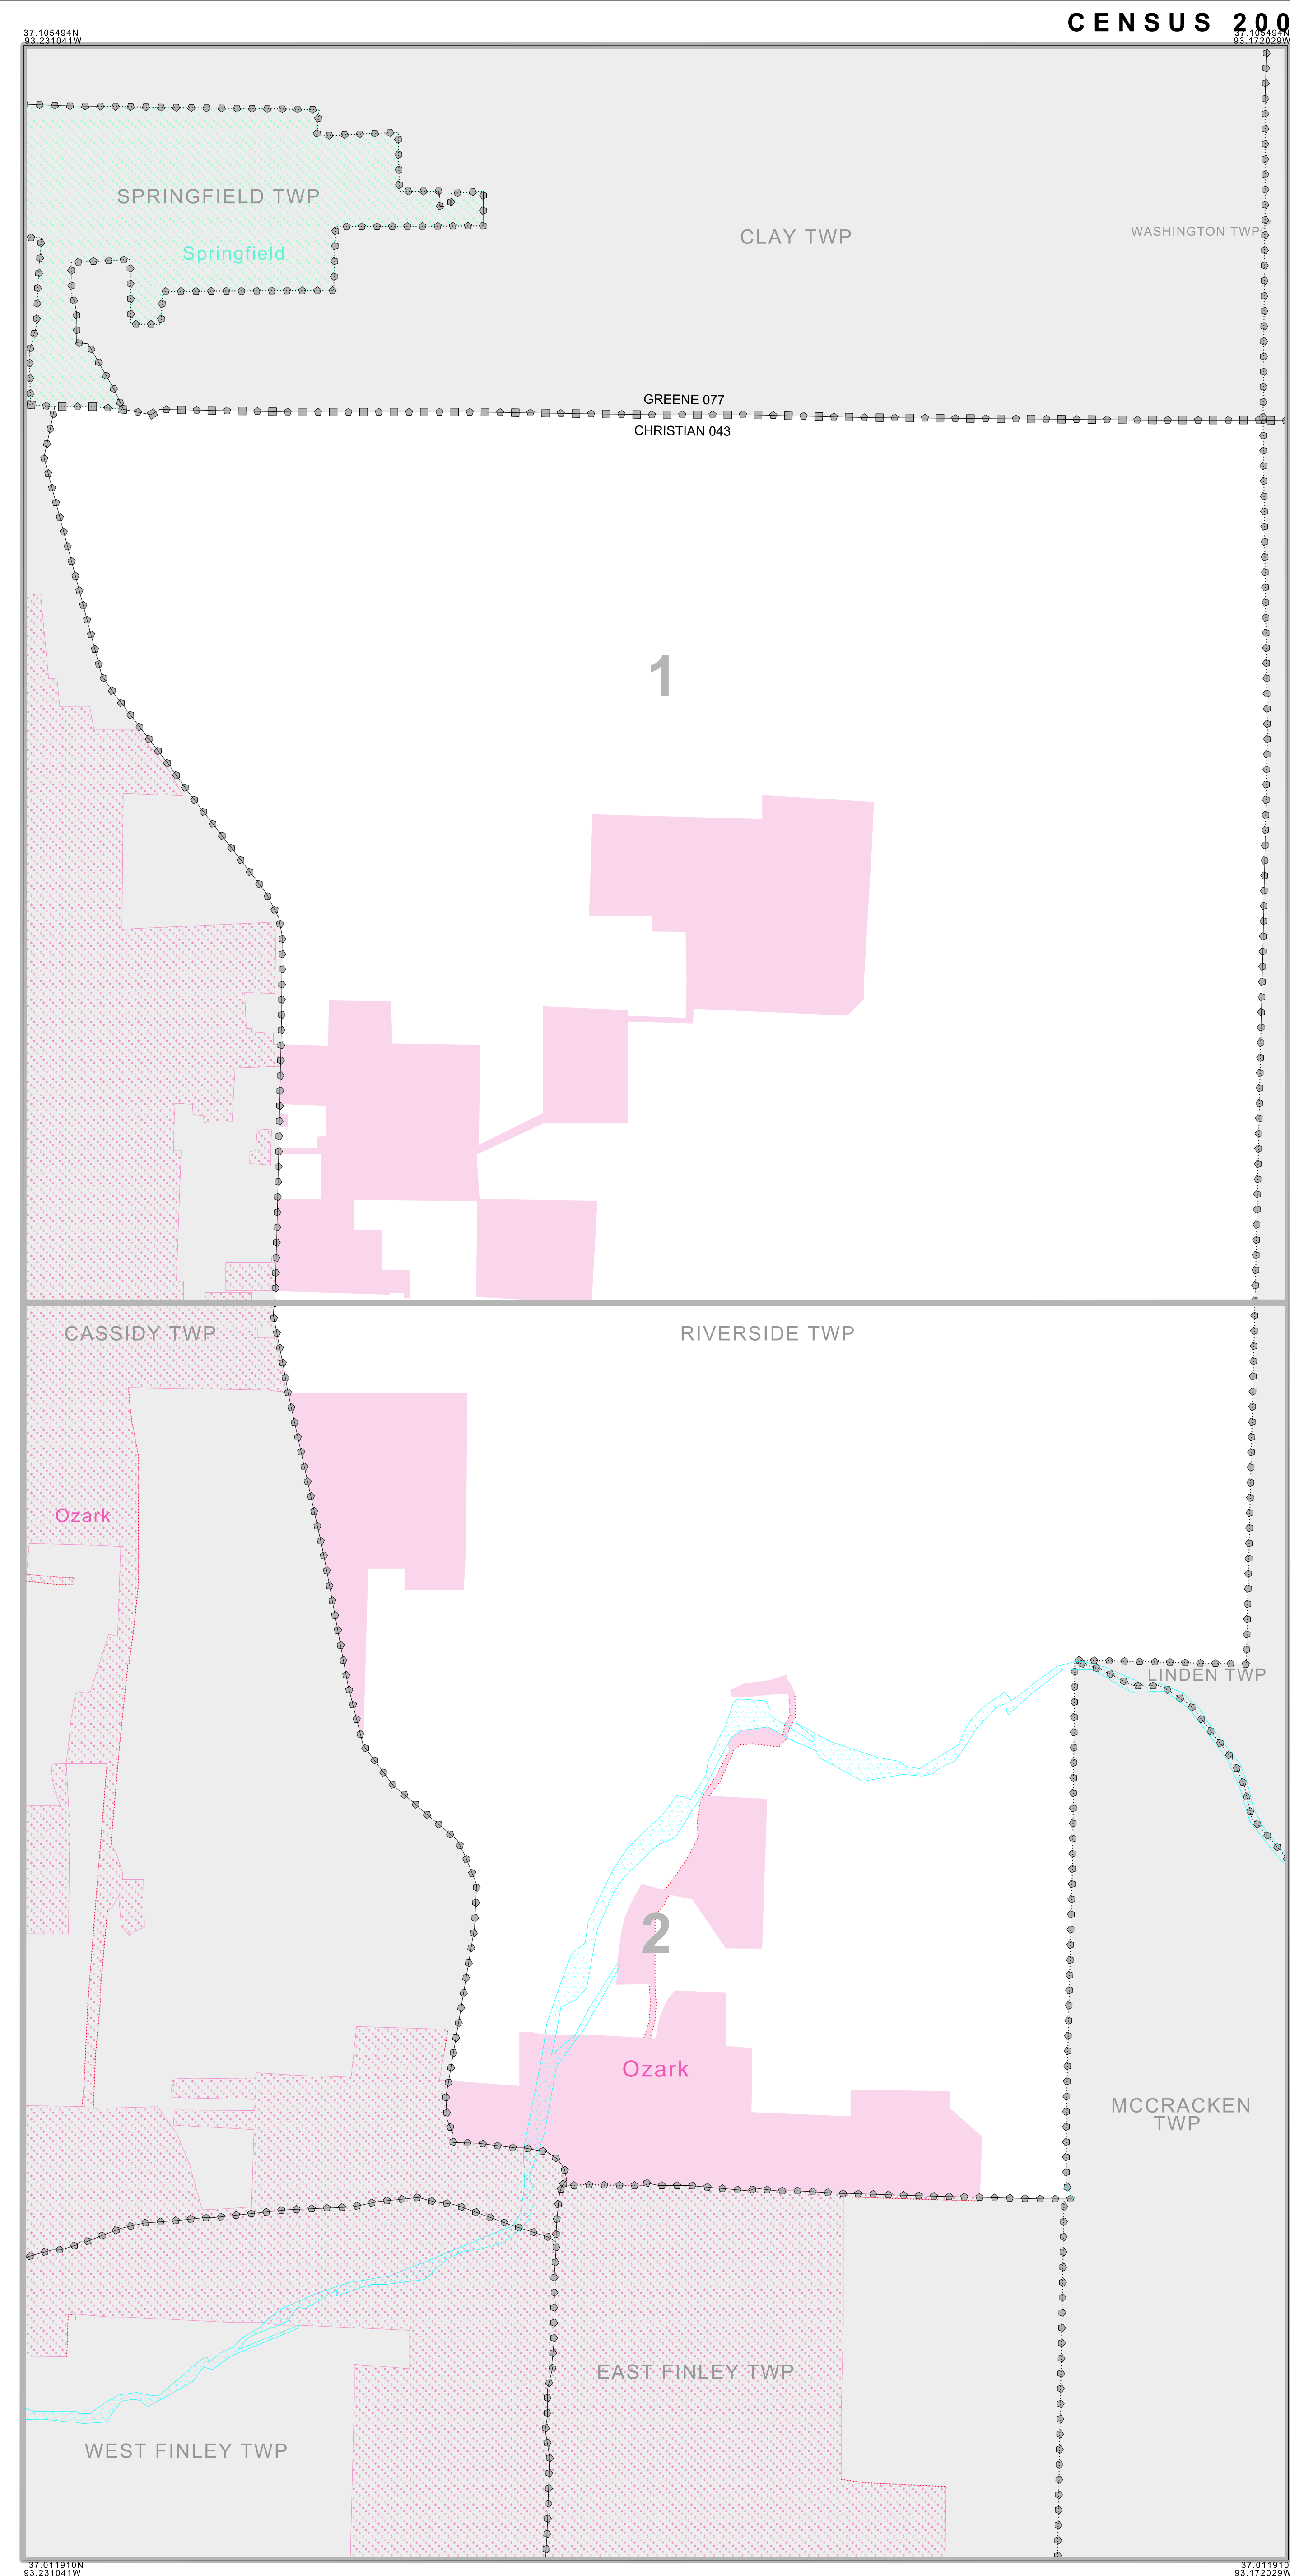 CENSUS 200
37.105494N
93.231041W
37.105494N
93.172029W
SPRINGFIELD TWP
Springfield
CLAY TWP
WASHINGTON TWP
GREENE 077
CHRISTIAN 043
1
CASSIDY TWP
RIVERSIDE TWP
Ozark
LINDEN TWP
2
Ozark
MCCRACKEN
TWP
EAST FINLEY TWP
WEST FINLEY TWP
37.011910N
93.231041W
37.011910
93.172029W